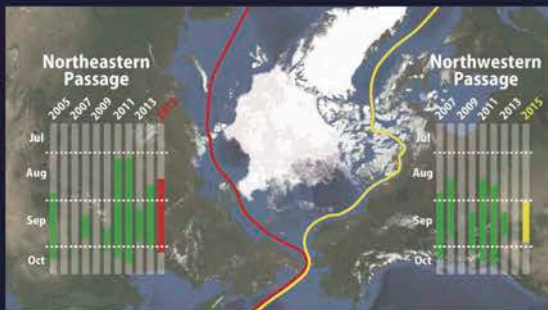 Northeastern
Passage
2005
2007
2009
2011
2013
2015
Jul
Aug
Sep
Oct
Northwestern
Passage
2007
2009
2011
2013
2015
Jul
Aug
Sep
Oct